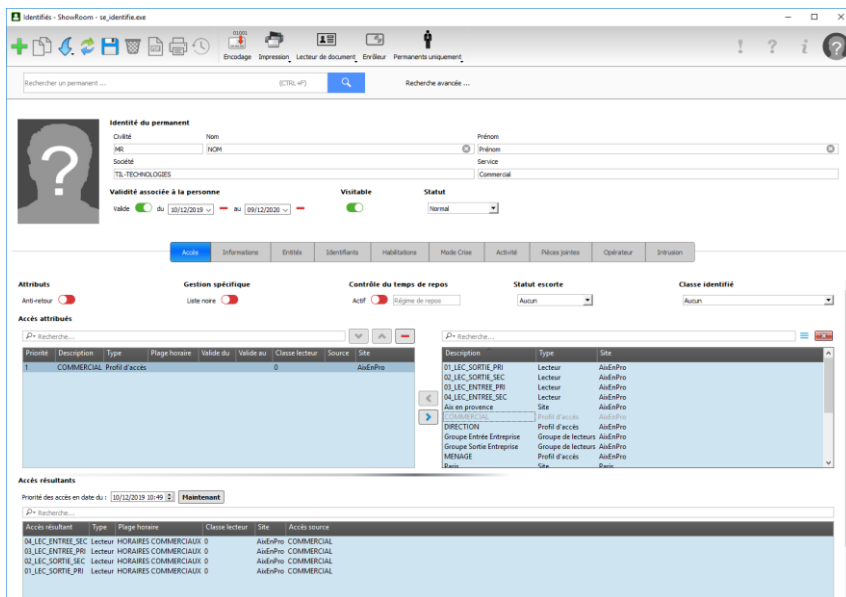 Identifiés - ShowRoom - se_identifie.exe
01001
Encodage Impression Lecteur de document Enrôleur Permanents uniquement
! ? i ?
Rechercher un permanent ... (CTRL+F) Recherche avancée ...
?
Identité du permanent
Civilité Nom Prénom
MR NOM Prénom
Société Service
TIL-TECHNOLOGIES Commercial
Validité associée à la personne Visitable Statut
Valide du 10/12/2019 au 09/12/2020 Normal
Accès Informations Entités Identifiants Habilitations Mode Crise Activité Pièces jointes Opérateur Intrusion
Attributs Gestion spécifique Contrôle du temps de repos Statut escorte Classe identifié
Anti-retour Liste noire Actif Régime de repos Aucun Aucun
Accès attribués
Recherche... Recherche...
Priorité Description Type Plage horaire Valide du Valide au Classe lecteur Source Site
1 COMMERCIAL Profil d'accès 0 AixEnPro
Description Type Site
01_LEC_SORTIE_PRI Lecteur AixEnPro
02_LEC_SORTIE_SEC Lecteur AixEnPro
03_LEC_ENTREE_PRI Lecteur AixEnPro
04_LEC_ENTREE_SEC Lecteur AixEnPro
Aix en provence Site AixEnPro
COMMERCIAL Profil d'accès AixEnPro
DIRECTION Profil d'accès AixEnPro
Groupe Entrée Entreprise Groupe de lecteurs AixEnPro
Groupe Sortie Entreprise Groupe de lecteurs AixEnPro
MENAGE Profil d'accès AixEnPro
Paris Site Paris
Accès résultants
Priorité des accès en date du : 10/12/2019 10:49 Maintenant
Recherche...
Accès résultant Type Plage horaire Classe lecteur Site Accès source
04_LEC_ENTREE_SEC Lecteur HORAIRES COMMERCIAUX 0 AixEnPro COMMERCIAL
03_LEC_ENTREE_PRI Lecteur HORAIRES COMMERCIAUX 0 AixEnPro COMMERCIAL
02_LEC_SORTIE_SEC Lecteur HORAIRES COMMERCIAUX 0 AixEnPro COMMERCIAL
01_LEC_SORTIE_PRI Lecteur HORAIRES COMMERCIAUX 0 AixEnPro COMMERCIAL